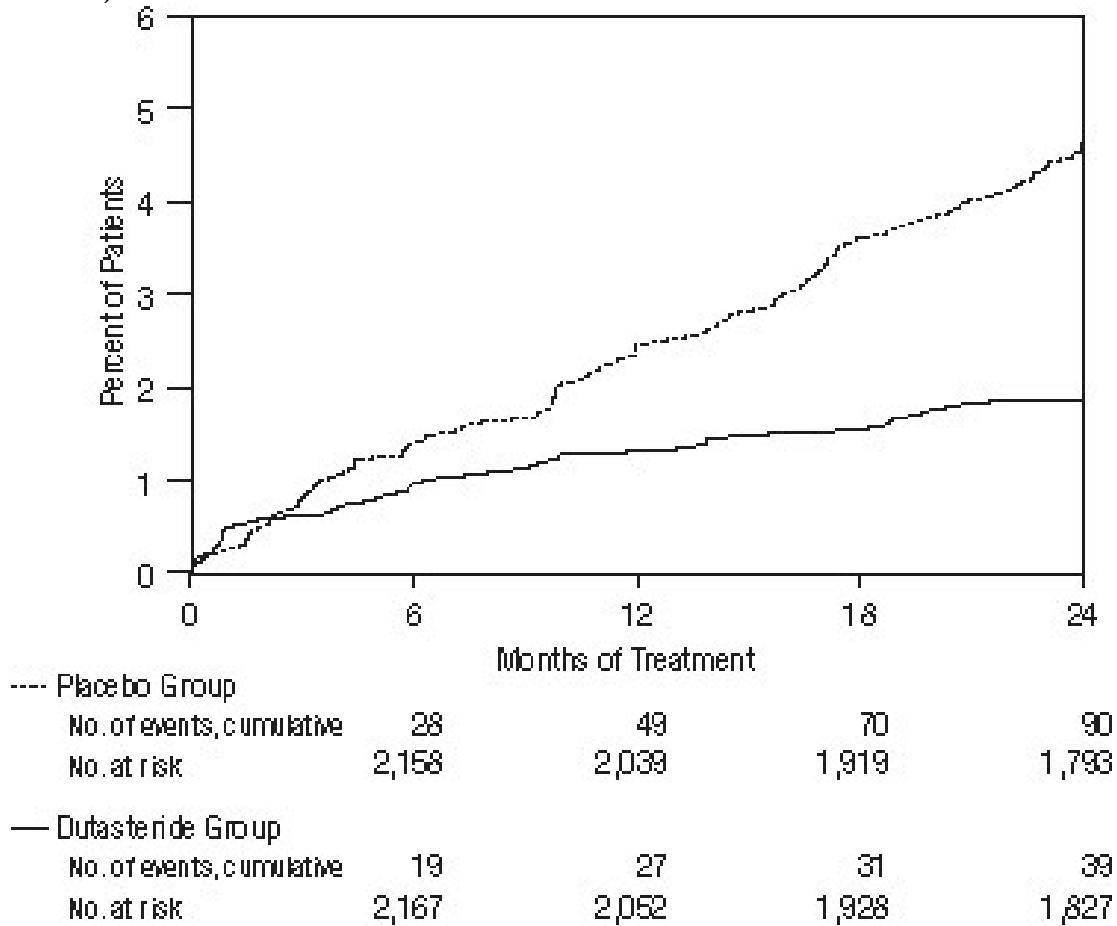 6
5
4
3
2
1
0
Percent of Patients
0 6 12 18 24
Months of Treatment
---- Placebo Group
No. of events, cumulative 28 49 70 90
No. at risk 2,158 2,039 1,919 1,793
— Dutasteride Group
No. of events, cumulative 19 27 31 39
No. at risk 2,167 2,052 1,928 1,827